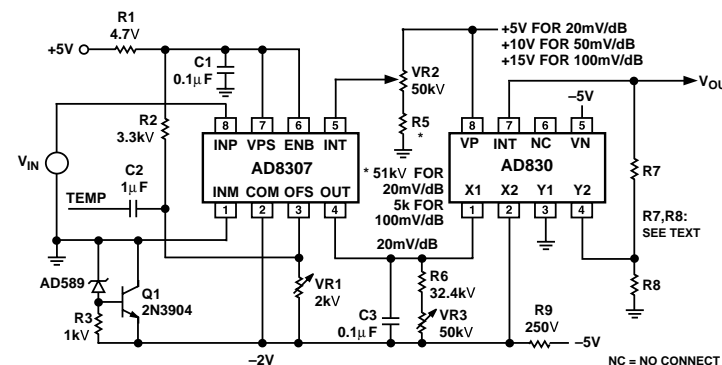 R1
4.7V
+5V
C1
0.1μF
R2
3.3kV
C2
1μF
TEMP
VIN
8 7 6 5
INP VPS ENB INT
AD8307
INM COM OFS OUT
1 2 3 4
VR2
50kV
R5
*
* 51kV FOR
20mV/dB
5k FOR
100mV/dB
20mV/dB
+5V FOR 20mV/dB
+10V FOR 50mV/dB
+15V FOR 100mV/dB
VOU
–5V
8 7 6 5
VP INT NC VN
AD830
X1 X2 Y1 Y2
1 2 3 4
R7
R7,R8:
SEE TEXT
R8
AD589
Q1
2N3904
R3
1kV
VR1
2kV
C3
0.1μF
R6
32.4kV
VR3
50kV
R9
250V
–5V
–2V
NC = NO CONNECT